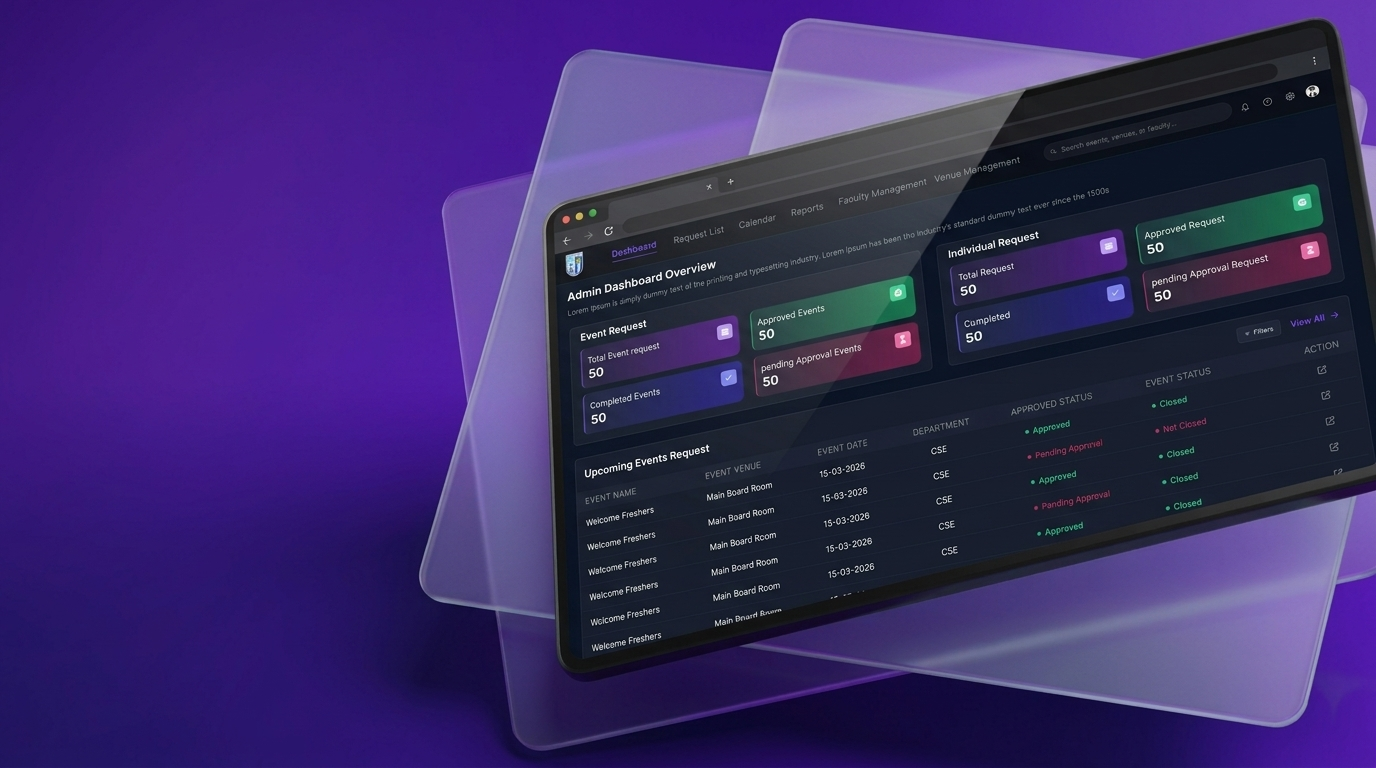 Dashboard
Request List
Calendar
Reports
Faoulty Management
Venue Management
Search events, venues,
Admin Dashboard Overview
Lorem Ipsum is simply dummy text of the printing and typesetting industry. Lorem Ipsum has been the industry's standard dummy text ever since the 1500s
Event Request
Total Event request
50
Approved Events
50
Completed Events
50
pending Approval Events
50
Individual Request
Total Request
50
Approved Request
50
Cumpleted
50
pending Approval Request
50
Upcoming Events Request
Filters
View All
EVENT NAME EVENT VENUE EVENT DATE DEPARTMENT APPROVED STATUS EVENT STATUS ACTION
Welcome Freshers Main Board Room 15-03-2026 CSE Approved Closed
Welcome Freshers Main Board Room 15-03-2026 CSE Pending Closed
Welcome Freshers Main Board Room 15-03-2026 CSE Approved Closed
Welcome Freshers Main Board Room 15-03-2026 CSE Pending Approval Closed
Welcome Freshers Main Board Room 15-03-2026 CSE Approved Closed
Welcome Freshers Main Board